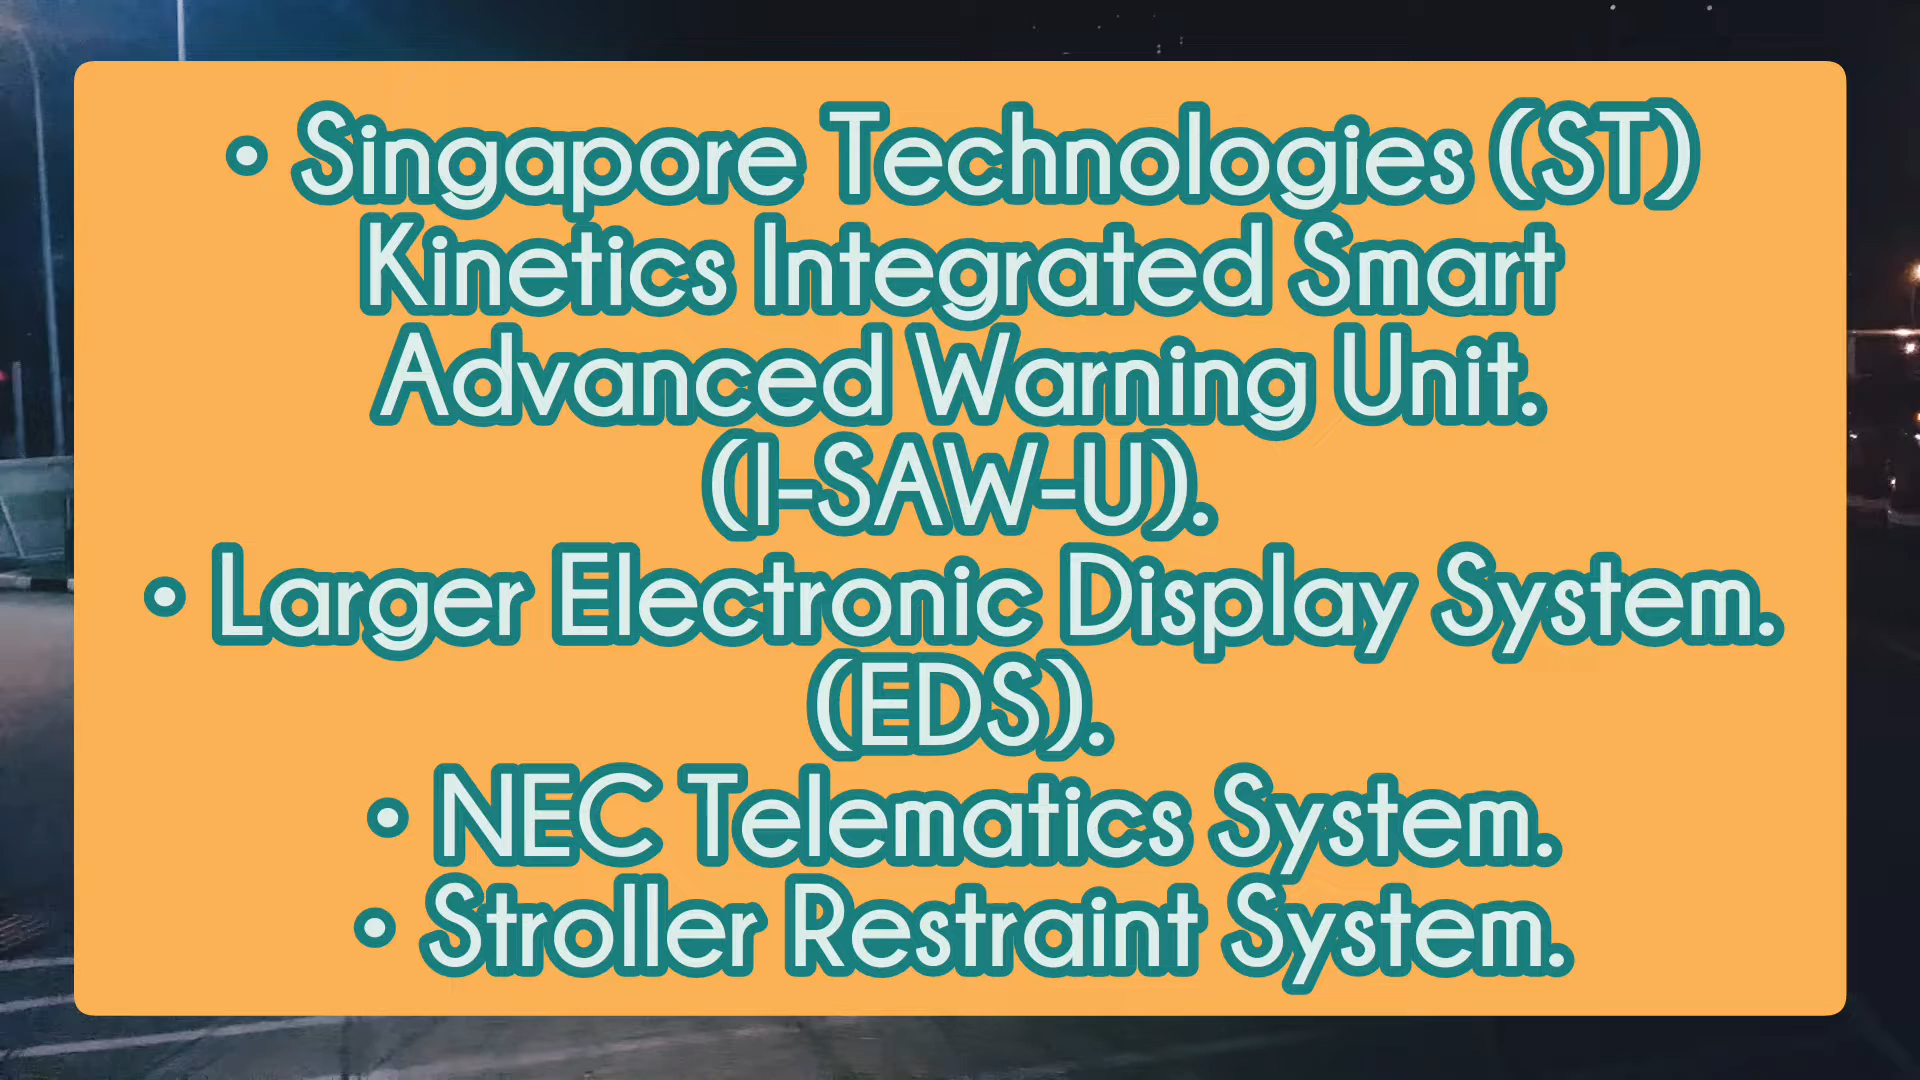 • Singapore Technologies (ST)
Kinetics Integrated Smart
Advanced Warning Unit.
(I-SAW-U).
• Larger Electronic Display System.
(EDS).
• NEC Telematics System.
• Stroller Restraint System.